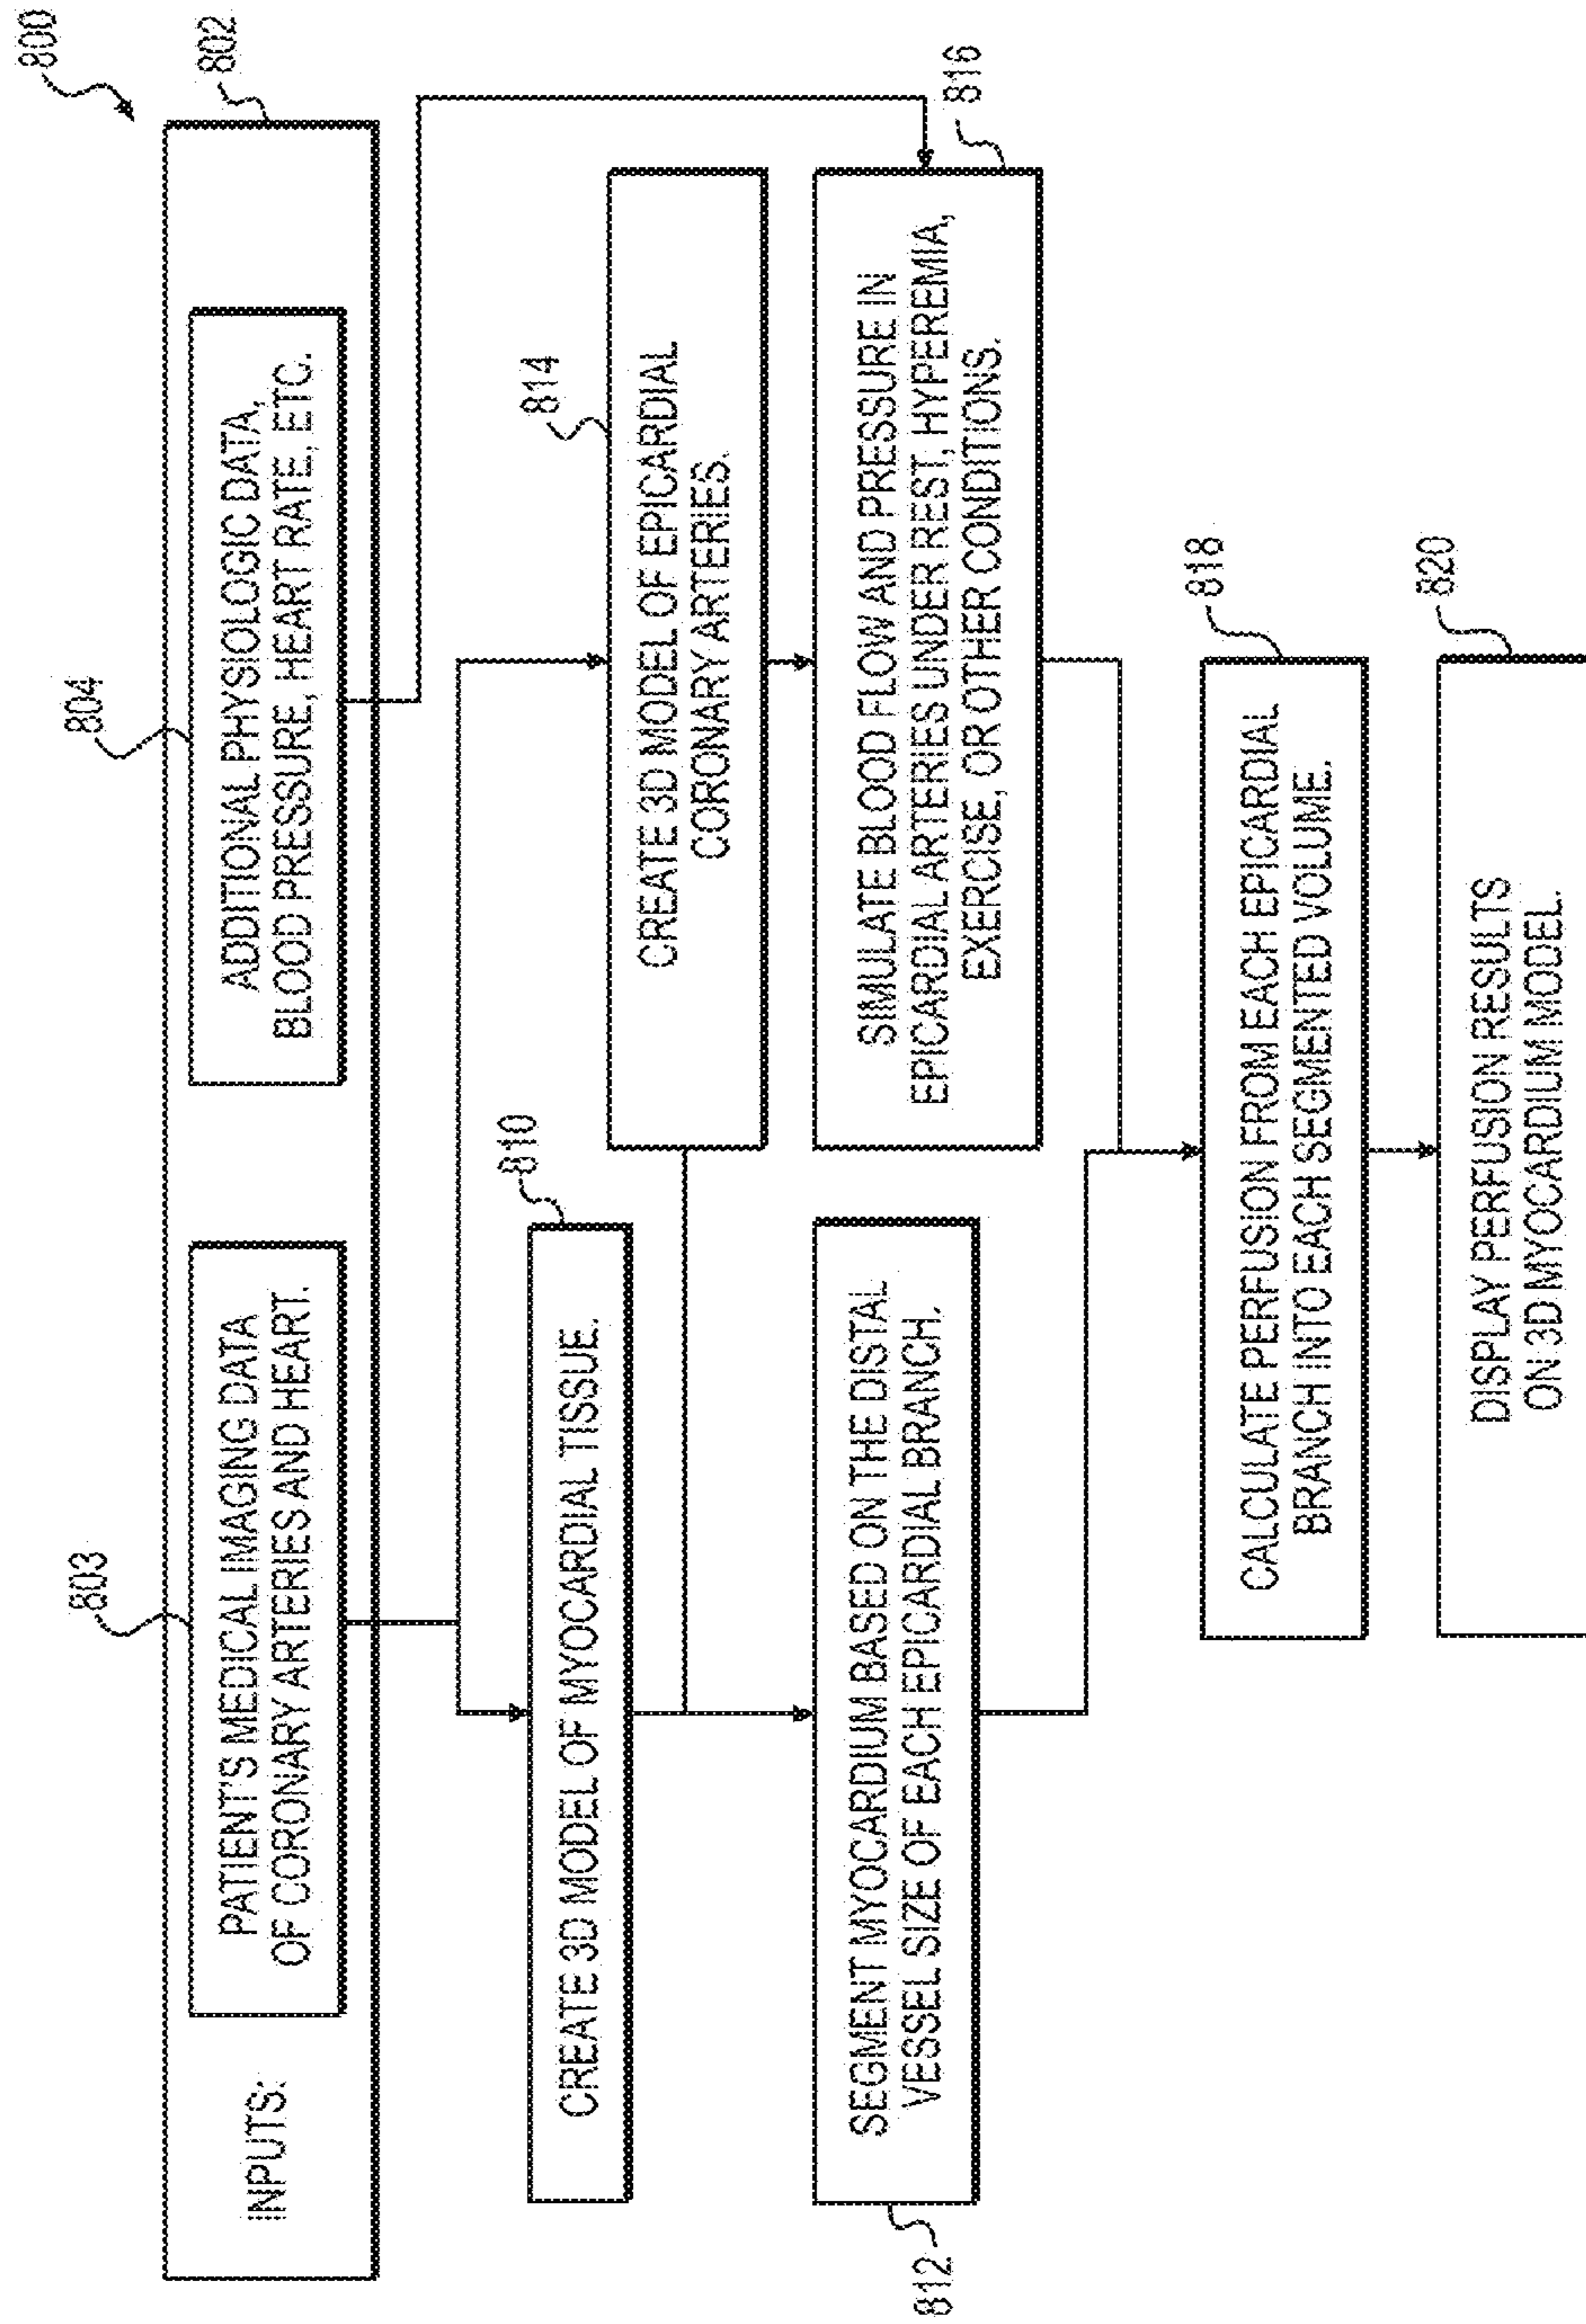 800
802
INPUTS:
803
PATIENT'S MEDICAL IMAGING DATA
OF CORONARY ARTERIES AND HEART.
804
ADDITIONAL PHYSIOLOGIC DATA,
BLOOD PRESSURE, HEART RATE, ETC.
810
CREATE 3D MODEL OF MYOCARDIAL TISSUE.
814
CREATE 3D MODEL OF EPICARDIAL
CORONARY ARTERIES.
812
SEGMENT MYOCARDIUM BASED ON THE DISTAL
VESSEL SIZE OF EACH EPICARDIAL BRANCH.
816
SIMULATE BLOOD FLOW AND PRESSURE IN
EPICARDIAL ARTERIES UNDER REST, HYPEREMIA,
EXERCISE, OR OTHER CONDITIONS.
818
CALCULATE PERFUSION FROM EACH EPICARDIAL
BRANCH INTO EACH SEGMENTED VOLUME.
820
DISPLAY PERFUSION RESULTS
ON 3D MYOCARDIUM MODEL.